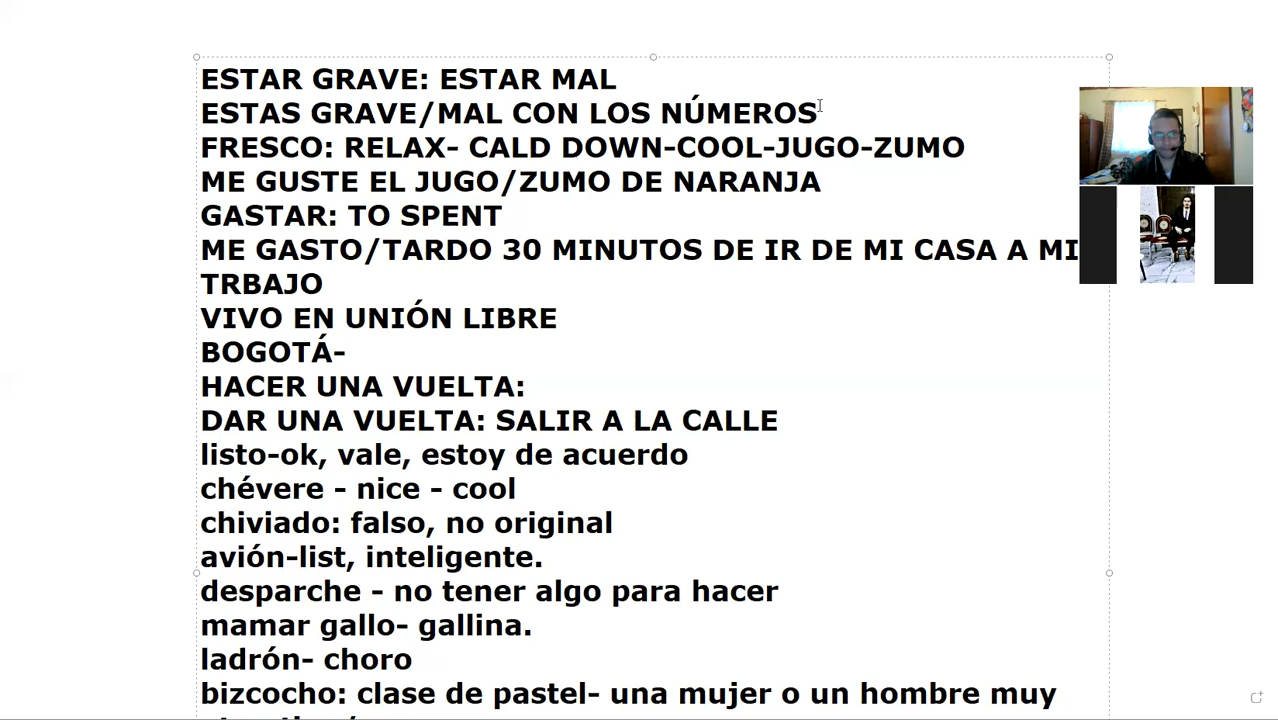 ESTAR GRAVE: ESTAR MAL
ESTAS GRAVE/MAL CON LOS NÚMEROS
FRESCO: RELAX- CALD DOWN-COOL-JUGO-ZUMO
ME GUSTE EL JUGO/ZUMO DE NARANJA
GASTAR: TO SPENT
ME GASTO/TARDO 30 MINUTOS DE IR DE MI CASA A MI
TRBAJO
VIVO EN UNIÓN LIBRE
BOGOTÁ-
HACER UNA VUELTA:
DAR UNA VUELTA: SALIR A LA CALLE
listo-ok, vale, estoy de acuerdo
chévere - nice - cool
chiviado: falso, no original
avión-list, inteligente.
desparche - no tener algo para hacer
mamar gallo- gallina.
ladrón- choro
bizcocho: clase de pastel- una mujer o un hombre muy